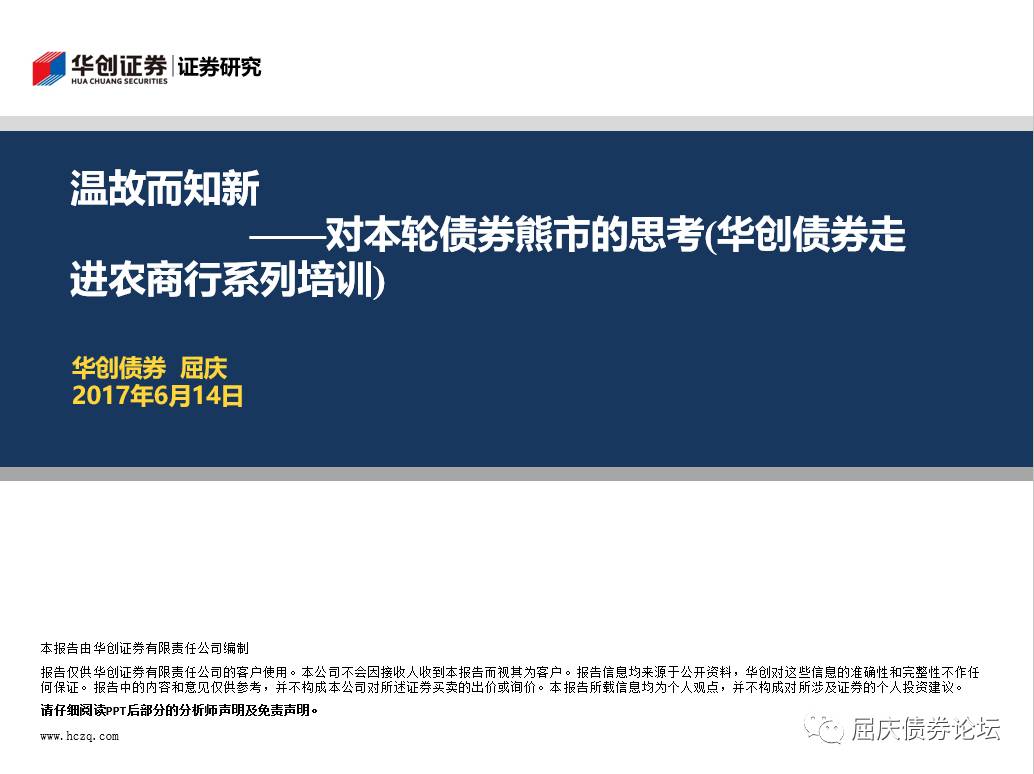 华创证券 | 证券研究
HUA CHUANG SECURITIES
温故而知新
——对本轮债券熊市的思考(华创债券走
进农商行系列培训)
华创债券 屈庆
2017年6月14日
本报告由华创证券有限责任公司编制
报告仅供华创证券有限责任公司的客户使用。本公司不会因接收人收到本报告而视其为客户。报告信息均来源于公开资料，华创对这些信息的准确性和完整性不作任
何保证。报告中的内容和意见仅供参考，并不构成本公司对所述证券买卖的出价或询价。本报告所载信息均为个人观点，并不构成对所涉及证券的个人投资建议。
请仔细阅读PPT后部分的分析师声明及免责声明。
www.hczq.com
屈庆债券论坛